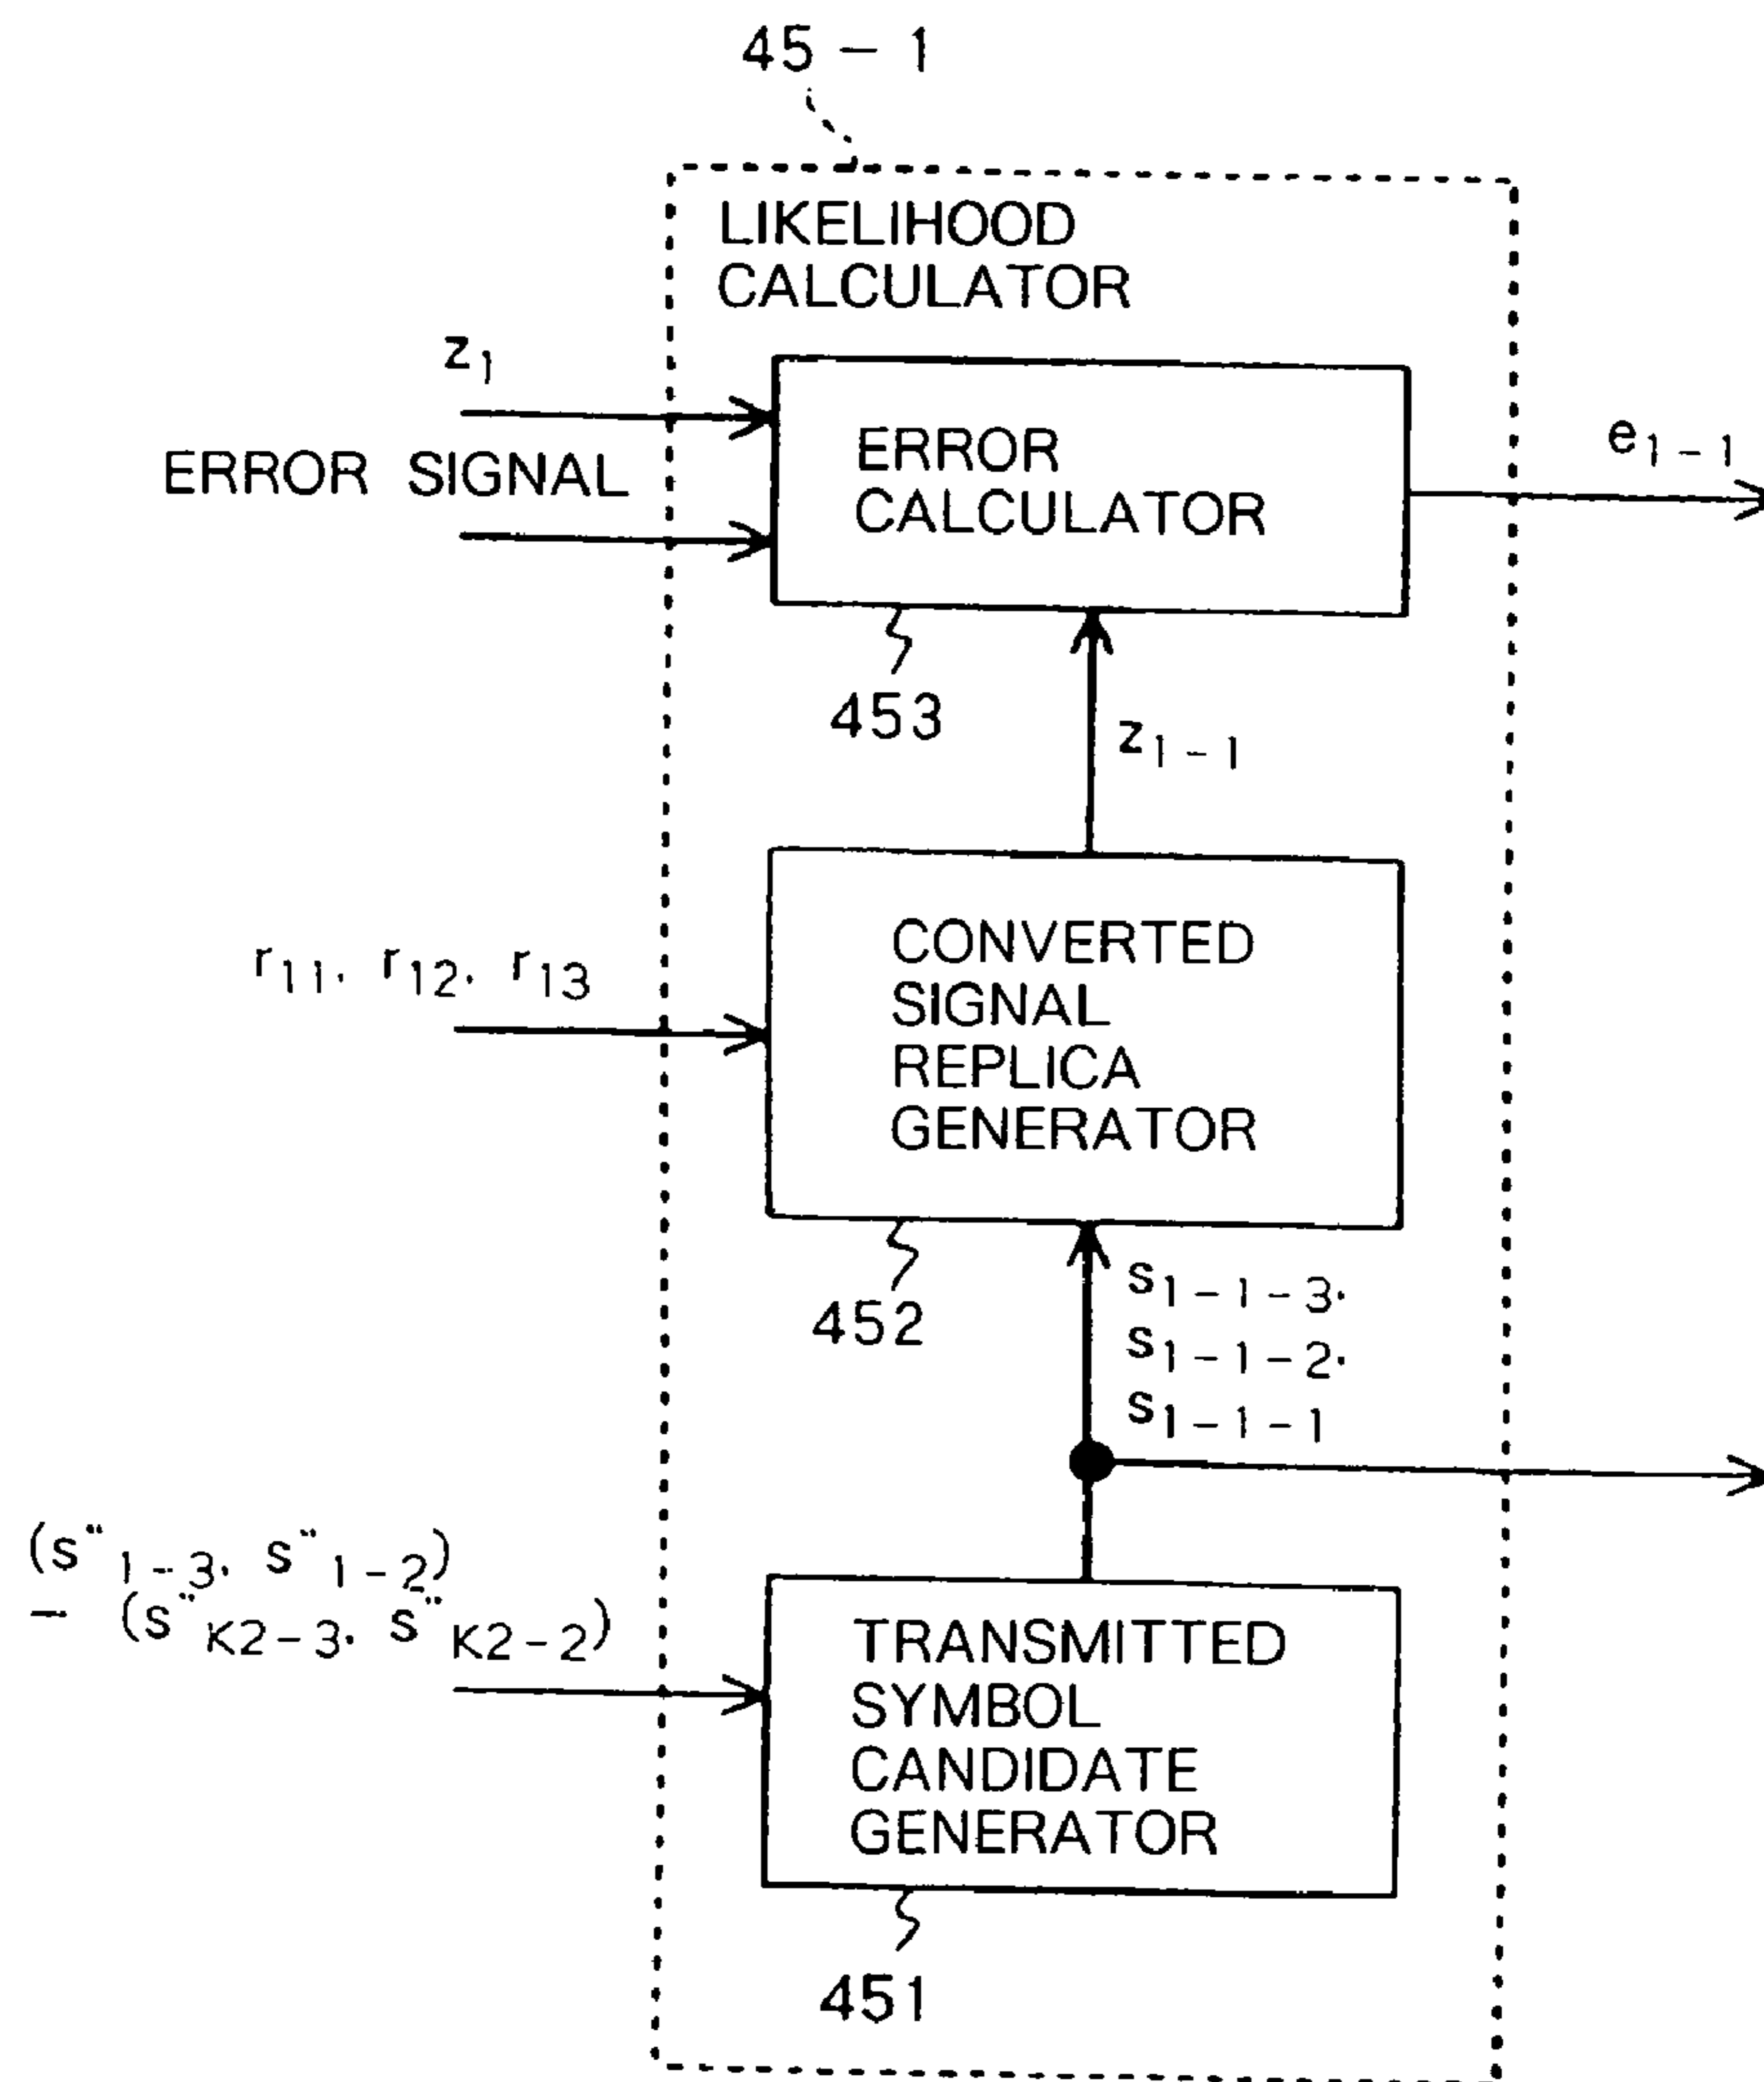 45 - 1
LIKELIHOOD
CALCULATOR
z1
ERROR SIGNAL
ERROR
CALCULATOR
e1-1
453
z1-1
r11, r12, r13
CONVERTED
SIGNAL
REPLICA
GENERATOR
452
s1-1-3,
s1-1-2,
s1-1-1
(s"1-3, s"1-2)
- (s"K2-3, s"K2-2)
TRANSMITTED
SYMBOL
CANDIDATE
GENERATOR
451